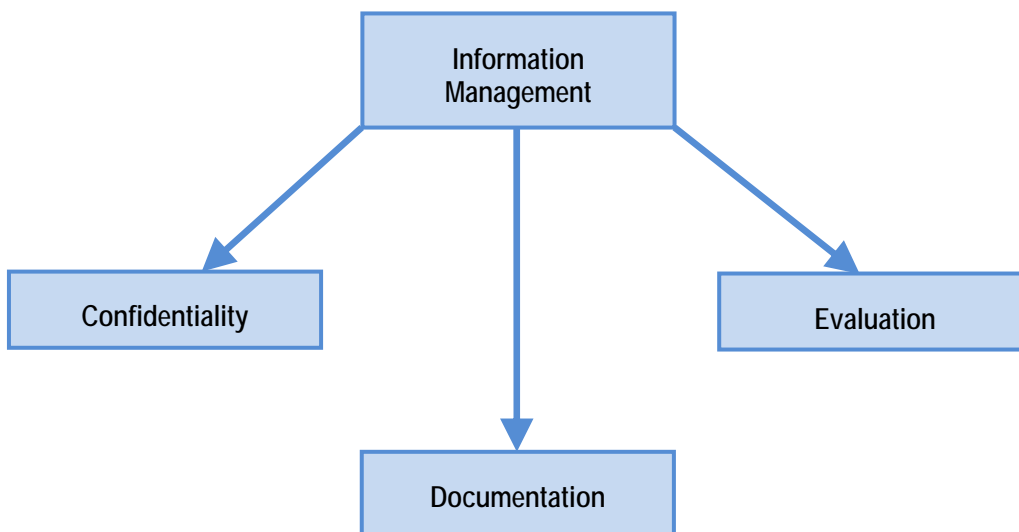 Information
Management
Confidentiality
Evaluation
Documentation